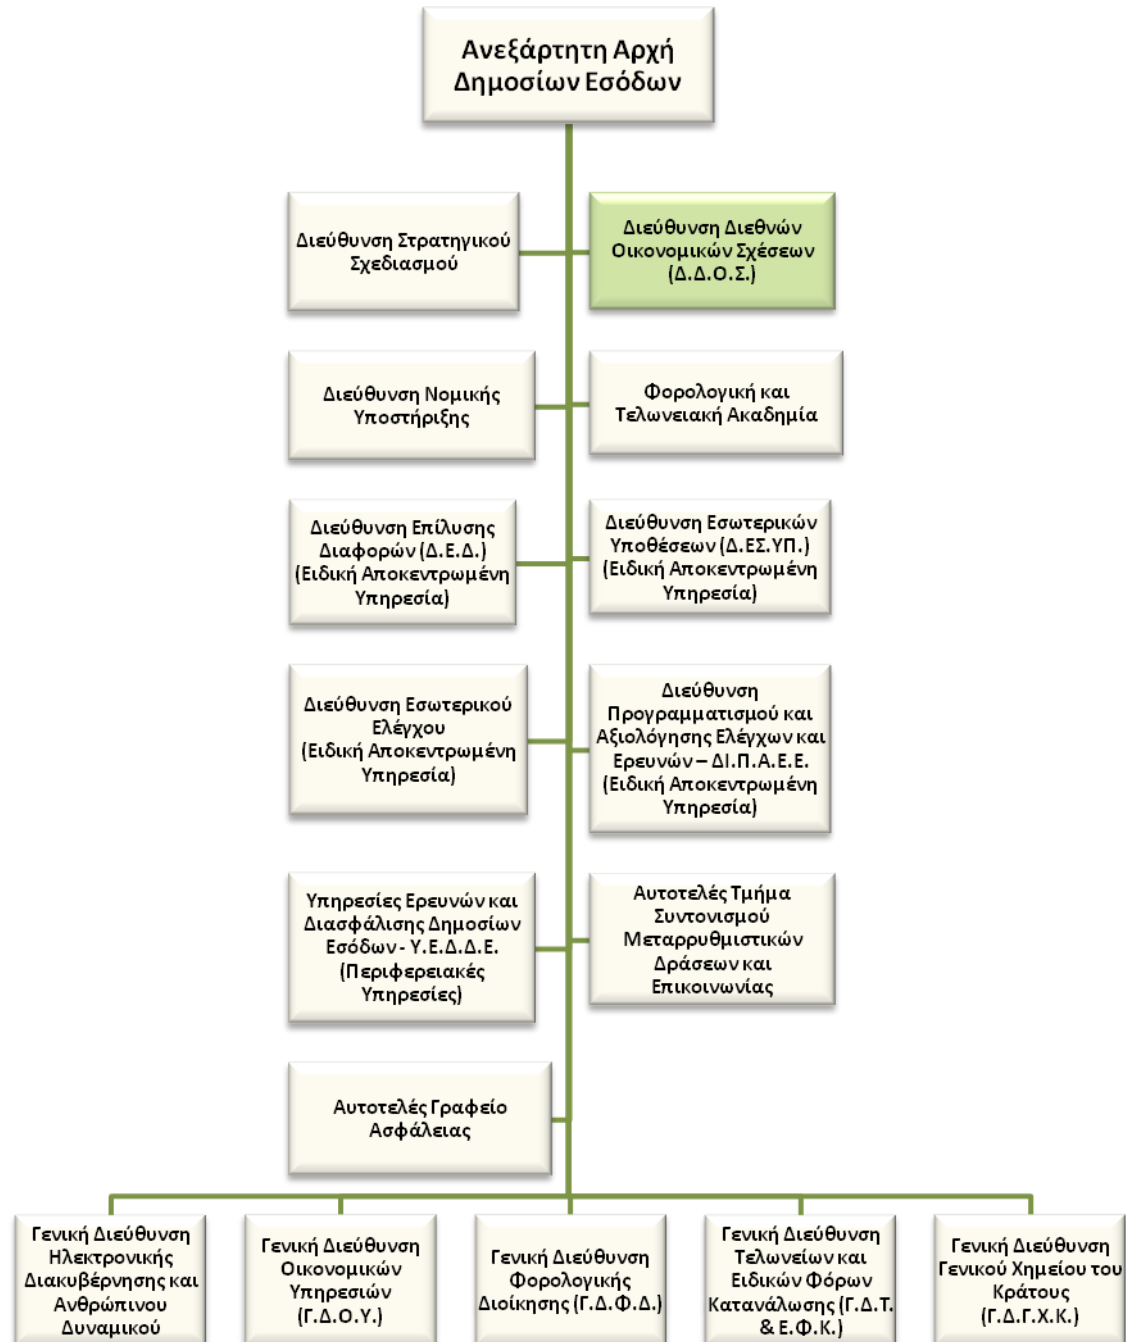 Ανεξάρτητη Αρχή
Δημοσίων Εσόδων
Διεύθυνση Στρατηγικού
Σχεδιασμού
Διεύθυνση Διεθνών
Οικονομικών Σχέσεων
(Δ.Δ.Ο.Σ.)
Διεύθυνση Νομικής
Υποστήριξης
Φορολογική και
Τελωνειακή Ακαδημία
Διεύθυνση Επίλυσης
Διαφορών (Δ.Ε.Δ.)
(Ειδική Αποκεντρωμένη
Υπηρεσία)
Διεύθυνση Εσωτερικών
Υποθέσεων (Δ.ΕΣ.ΥΠ.)
(Ειδική Αποκεντρωμένη
Υπηρεσία)
Διεύθυνση Εσωτερικού
Ελέγχου
(Ειδική Αποκεντρωμένη
Υπηρεσία)
Διεύθυνση
Προγραμματισμού και
Αξιολόγησης Ελέγχων και
Ερευνών – ΔΙ.Π.Α.Ε.Ε.
(Ειδική Αποκεντρωμένη
Υπηρεσία)
Υπηρεσίες Ερευνών και
Διασφάλισης Δημοσίων
Εσόδων - Υ.Ε.Δ.Δ.Ε.
(Περιφερειακές
Υπηρεσίες)
Αυτοτελές Τμήμα
Συντονισμού
Μεταρρυθμιστικών
Δράσεων και
Επικοινωνίας
Αυτοτελές Γραφείο
Ασφάλειας
Γενική Διεύθυνση
Ηλεκτρονικής
Διακυβέρνησης και
Ανθρώπινου
Δυναμικού
Γενική Διεύθυνση
Οικονομικών
Υπηρεσιών
(Γ.Δ.Ο.Υ.)
Γενική Διεύθυνση
Φορολογικής
Διοίκησης (Γ.Δ.Φ.Δ.)
Γενική Διεύθυνση
Τελωνείων και
Ειδικών Φόρων
Κατανάλωσης (Γ.Δ.Τ.
& Ε.Φ.Κ.)
Γενική Διεύθυνση
Γενικού Χημείου του
Κράτους
(Γ.Δ.Γ.Χ.Κ.)